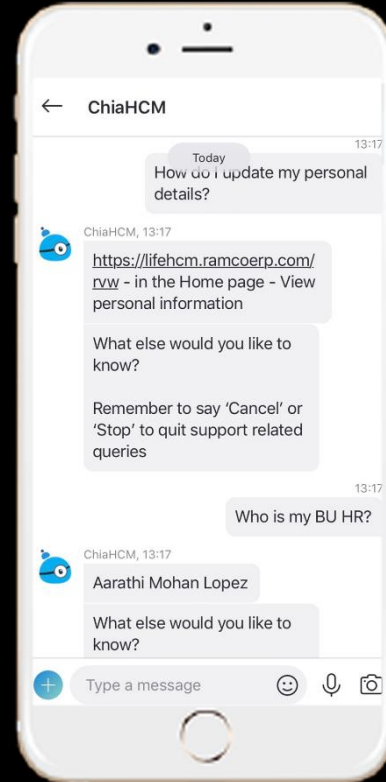 ChiaHCM
13:17
Today
How do I update my personal
details?
ChiaHCM, 13:17
https://lifehcm.ramcoerp.com/
rvw - in the Home page - View
personal information
What else would you like to
know?
Remember to say ‘Cancel’ or
‘Stop’ to quit support related
queries
13:17
Who is my BU HR?
ChiaHCM, 13:17
Aarathi Mohan Lopez
What else would you like to
know?
Type a message